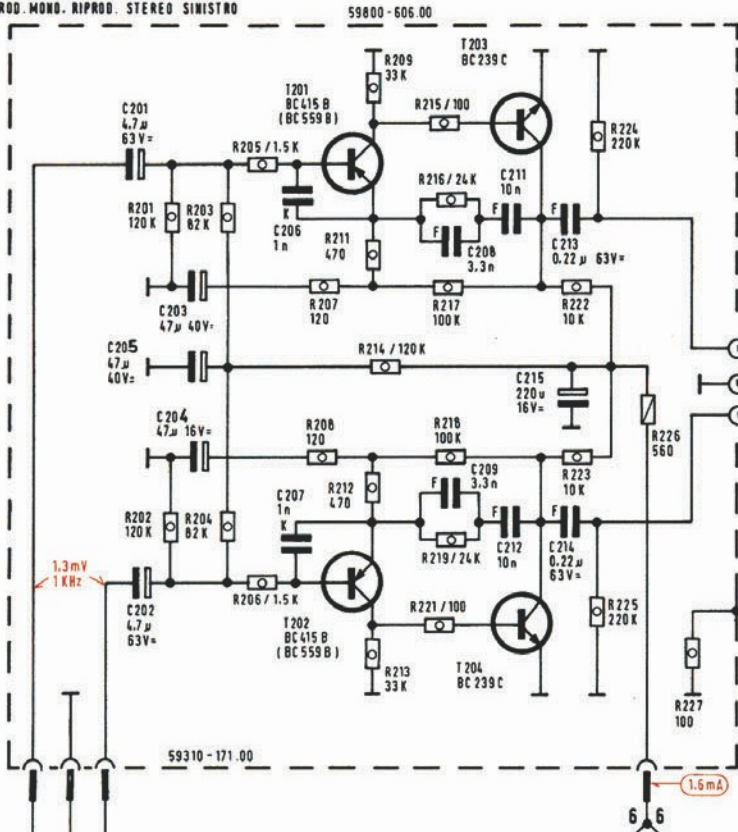 ROD. MONO. RIPROD. STEREO SINISTRO
59800-606.00
T203
BC239C
R209
33K
T201
BC415B
(BC559B)
R215/100
C201
4.7µ
63V=
R224
220K
R205/1.5K
R216/24K
C211
10n
R201
120K
R203
82K
K
C206
1n
R211
470
F
C208
3.3n
F
F
C213
0.22µ 63V=
C203
47µ 40V=
R207
120
R217
100K
R222
10K
C205
47µ
40V=
R214/120K
C215
220u
16V=
C204
47µ 16V=
R208
120
R218
100K
R226
560
C209
3.3n
R223
10K
C207
1n
K
R212
470
F
F
F
R202
120K
R204
82K
R219/24K
C212
10n
C214
0.22µ
63V=
1.3mV
1KHz
C202
4.7µ
63V=
R206/1.5K
T202
BC415B
(BC559B)
R221/100
R225
220K
R213
33K
T204
BC239C
R227
100
59310-171.00
1.6mA
6 6